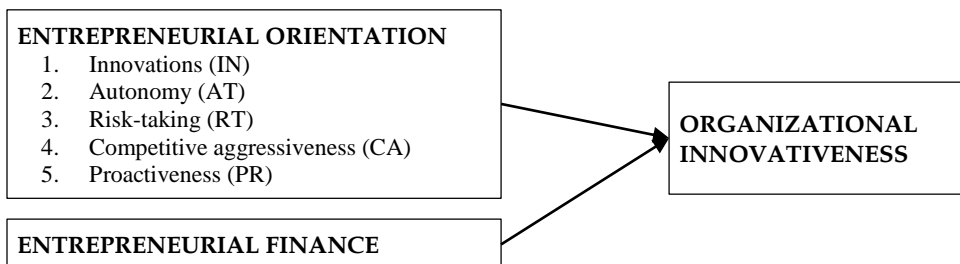 ENTREPRENEURIAL ORIENTATION
1. Innovations (IN)
2. Autonomy (AT)
3. Risk-taking (RT)
4. Competitive aggressiveness (CA)
5. Proactiveness (PR)
ORGANIZATIONAL
INNOVATIVENESS
ENTREPRENEURIAL FINANCE